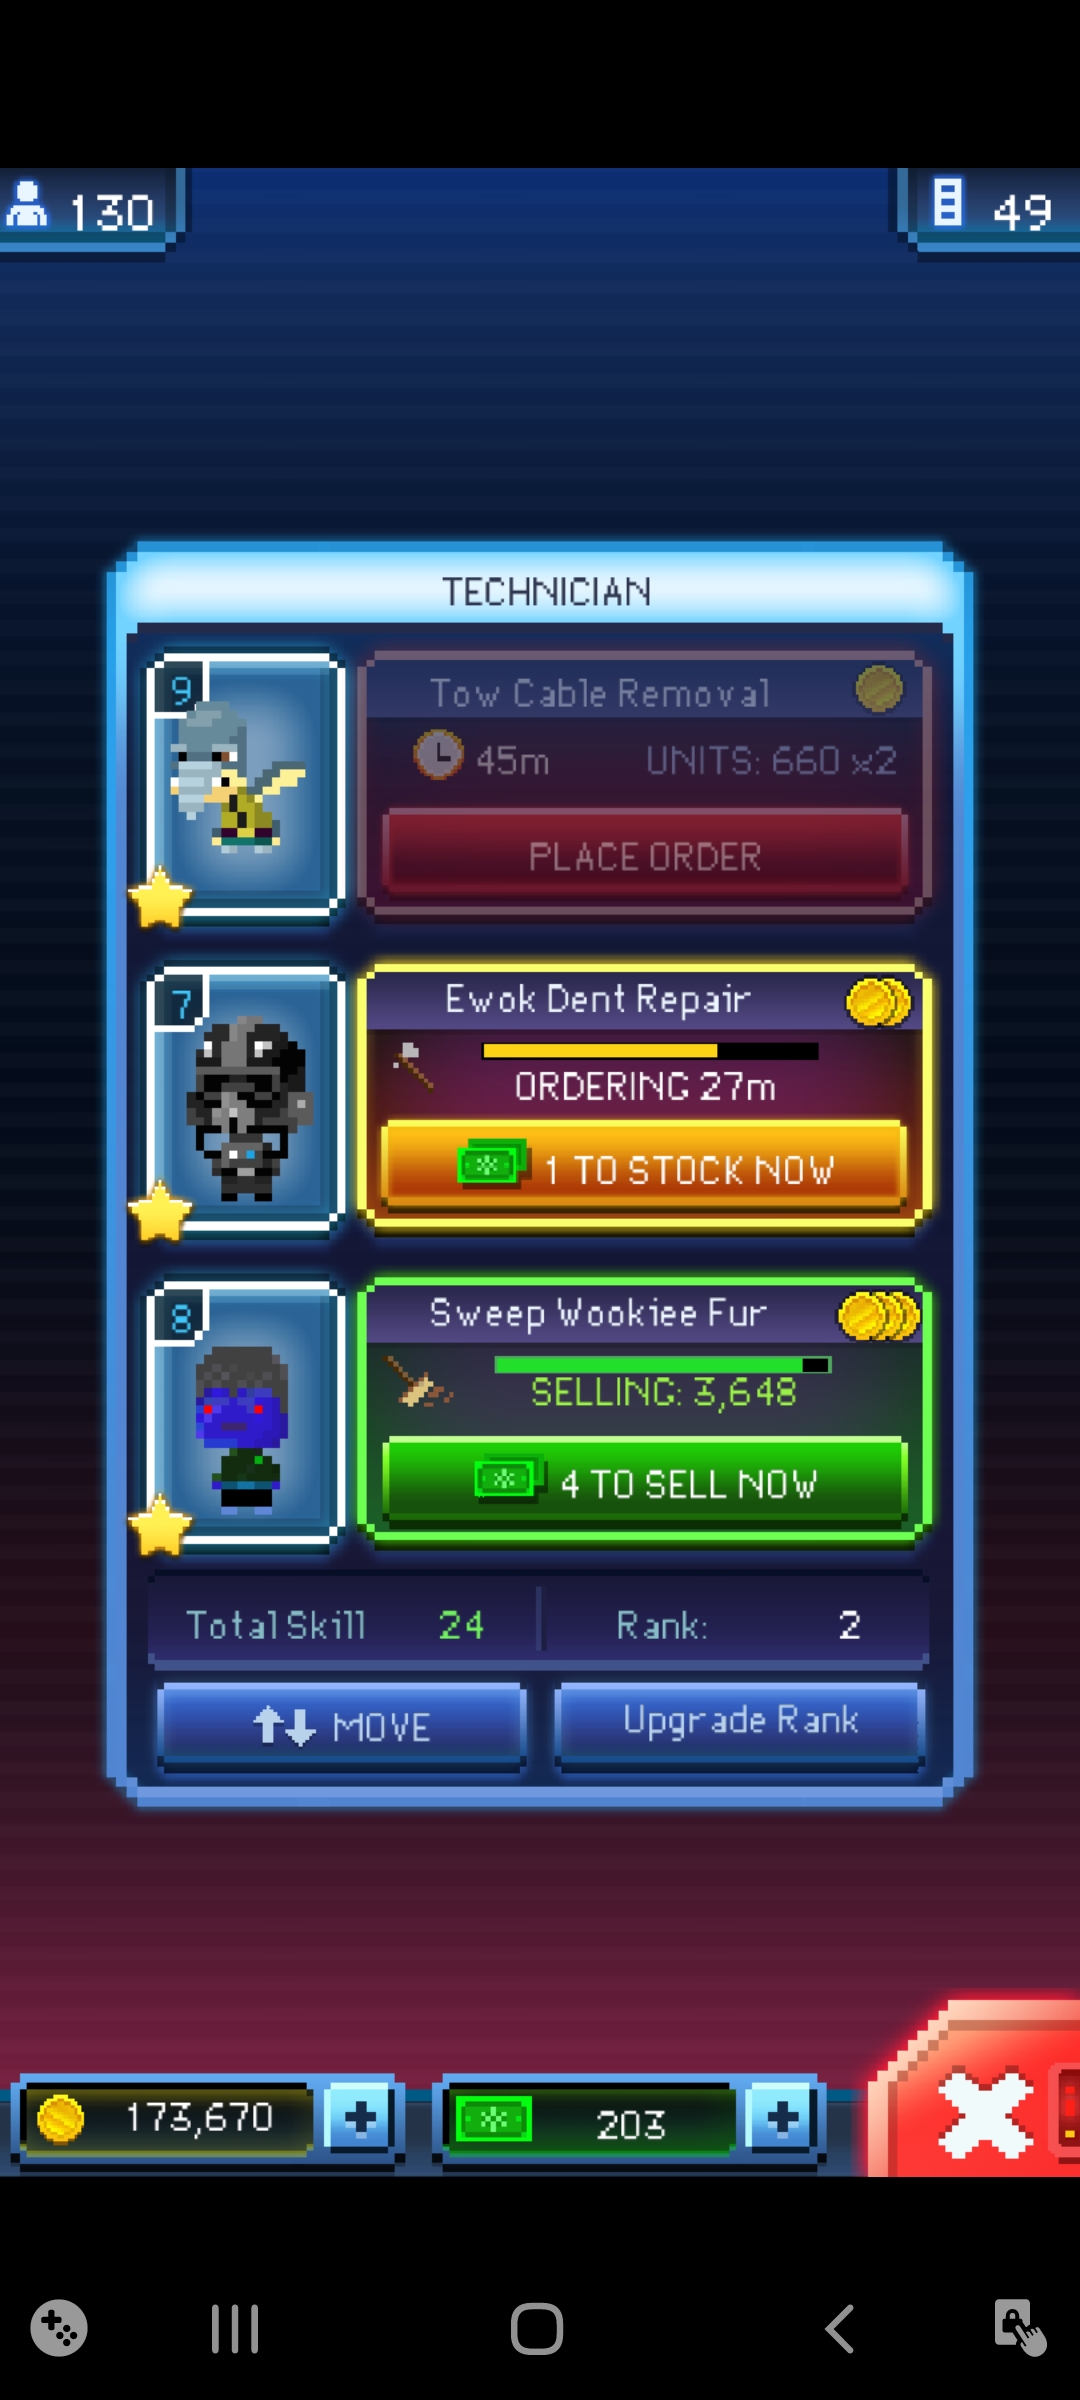 130
49
TECHNICIAN
9
Tow Cable Removal
45m UNITS: 660 x2
PLACE ORDER
7
Ewok Dent Repair
ORDERING 27m
1 TO STOCK NOW
8
Sweep Wookiee Fur
SELLING: 3,648
4 TO SELL NOW
Total Skill 24 Rank: 2
MOVE Upgrade Rank
173,670 + 203 +